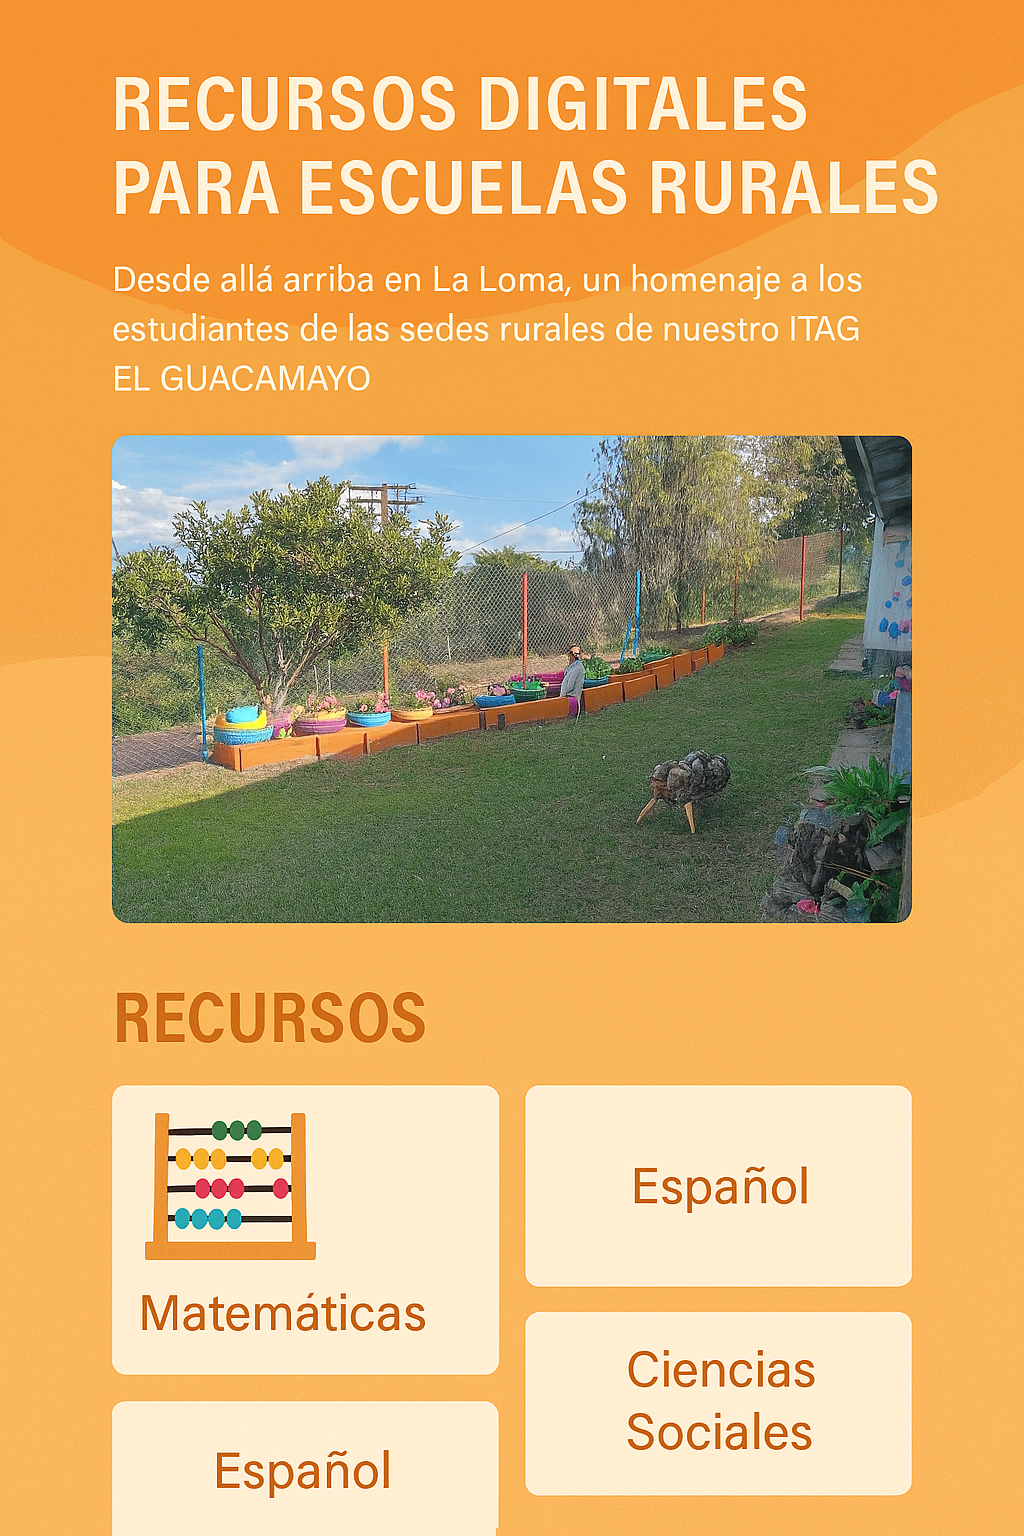 RECURSOS DIGITALES
PARA ESCUELAS RURALES
Desde allá arriba en La Loma, un homenaje a los
estudiantes de las sedes rurales de nuestro ITAG
EL GUACAMAYO
RECURSOS
Matemáticas
Español
Ciencias
Sociales
Español